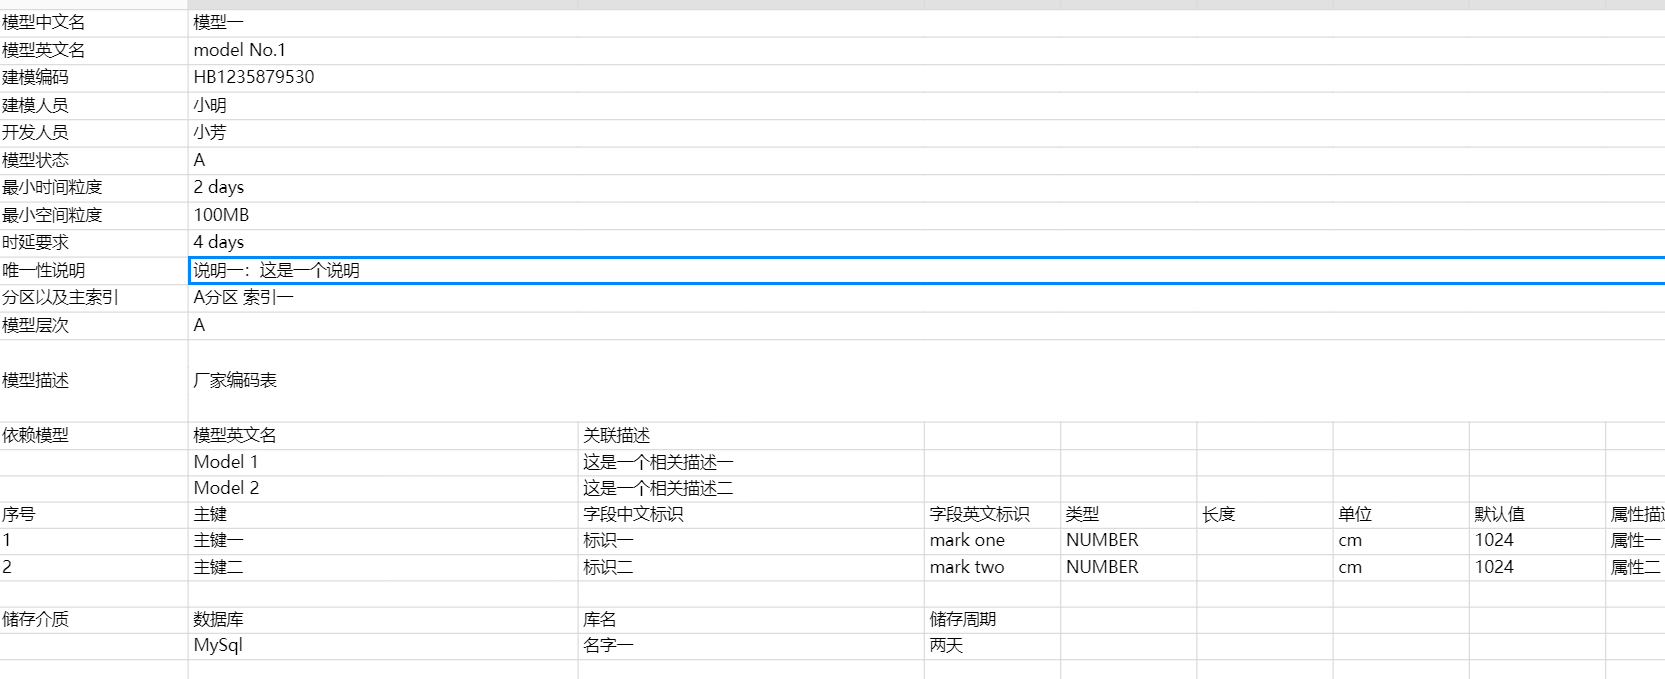 模型中文名 模型一
模型英文名 model No.1
建模编码 HB1235879530
建模人员 小明
开发人员 小芳
模型状态 A
最小时间粒度 2 days
最小空间粒度 100MB
时延要求 4 days
唯一性说明 说明一：这是一个说明
分区以及主索引 A分区 索引一
模型层次 A
模型描述 厂家编码表
依赖模型 模型英文名 关联描述
Model 1 这是一个相关描述一
Model 2 这是一个相关描述二
序号 主键 字段中文标识 字段英文标识 类型 长度 单位 默认值 属性描
1 主键一 标识一 mark one NUMBER cm 1024 属性一
2 主键二 标识二 mark two NUMBER cm 1024 属性二
储存介质 数据库 库名 储存周期
MySql 名字一 两天